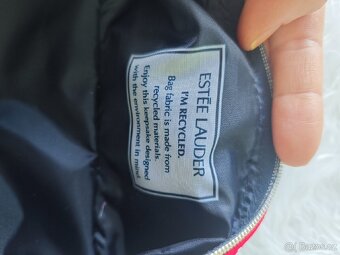 ESTĒE LAUDER
I'M RECYCLED.
Bag fabric is made from
recycled materials.
Enjoy this keepsake designed
with the environment in mind.